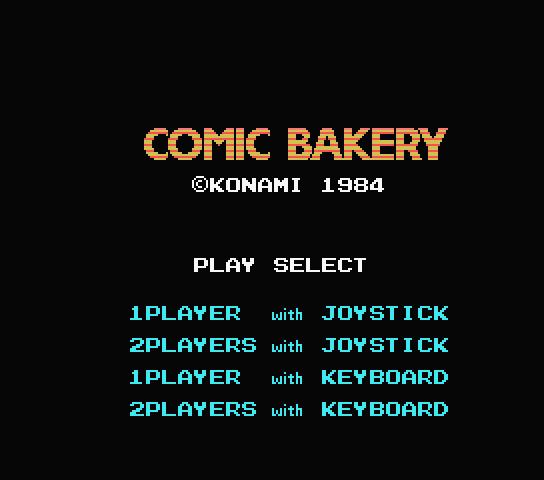 COMIC BAKERY
©KONAMI 1984
PLAY SELECT
1PLAYER with JOYSTICK
2PLAYERS with JOYSTICK
1PLAYER with KEYBOARD
2PLAYERS with KEYBOARD